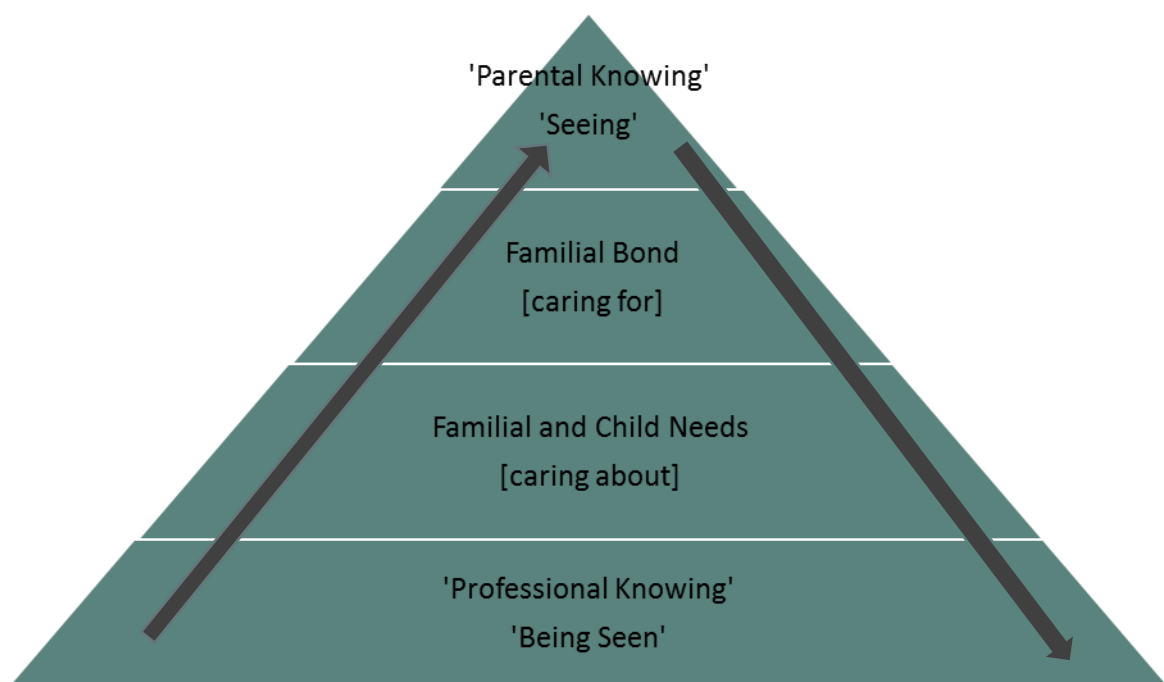 'Parental Knowing'
'Seeing'
Familial Bond
[caring for]
Familial and Child Needs
[caring about]
'Professional Knowing'
'Being Seen'